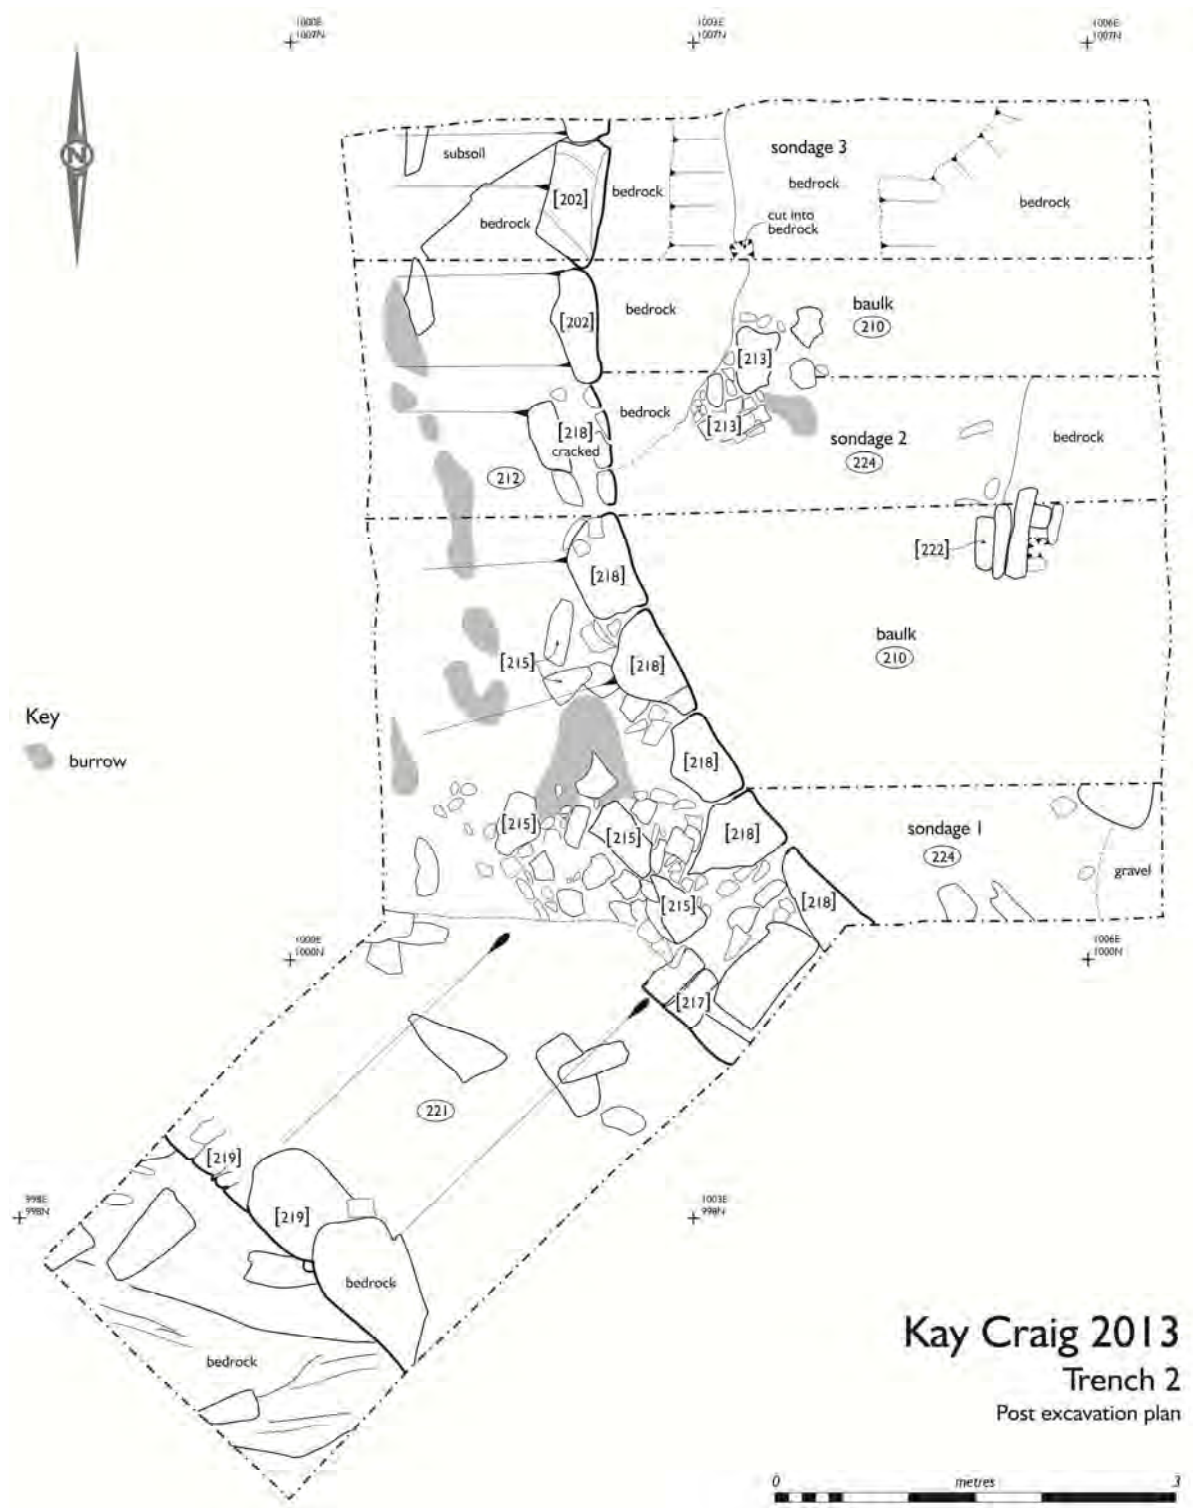 1000E
1007N
1003E
1007N
1006E
1007N
N
subsoil
sondage 3
bedrock
bedrock
[202]
bedrock
bedrock
cut into
bedrock
bedrock
baulk
210
[202]
[213]
bedrock
[213]
[218]
cracked
sondage 2
224
bedrock
212
[222]
[218]
baulk
210
[215]
[218]
Key
burrow
[218]
[215]
[215]
[218]
sondage 1
224
gravel
[215]
[218]
1000E
1000N
1006E
1000N
[217]
221
[219]
998E
998N
1003E
998N
[219]
bedrock
bedrock
Kay Craig 2013
Trench 2
Post excavation plan
0 metres 3